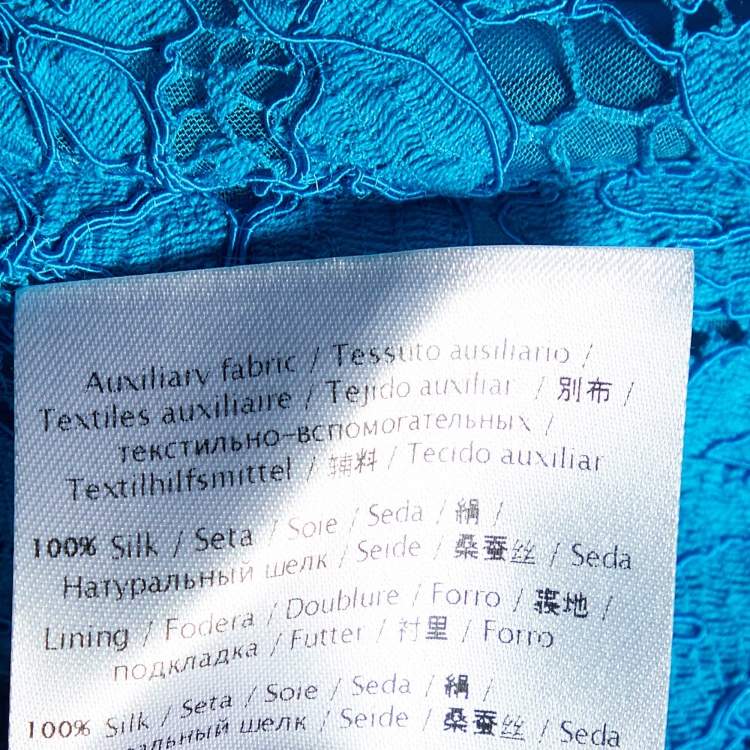 Auxiliary fabric / Tessuto ausiliario /
Textiles auxiliaire / Tejido auxiliar / 別布 /
текстильно-вспомогательных /
Textilhilfsmittel / 辅料 / Tecido auxiliar
100% Silk / Seta / Soie / Seda / 絹 /
Натуральный шелк / Seide / 桑蚕丝 / Seda
Lining / Fodera / Doublure / Forro / 裏地 /
подкладка / Futter / 衬里 / Forro
100% Silk / Seta / Soie / Seda / 絹 /
шелк / Seide / 桑蚕丝 / Seda